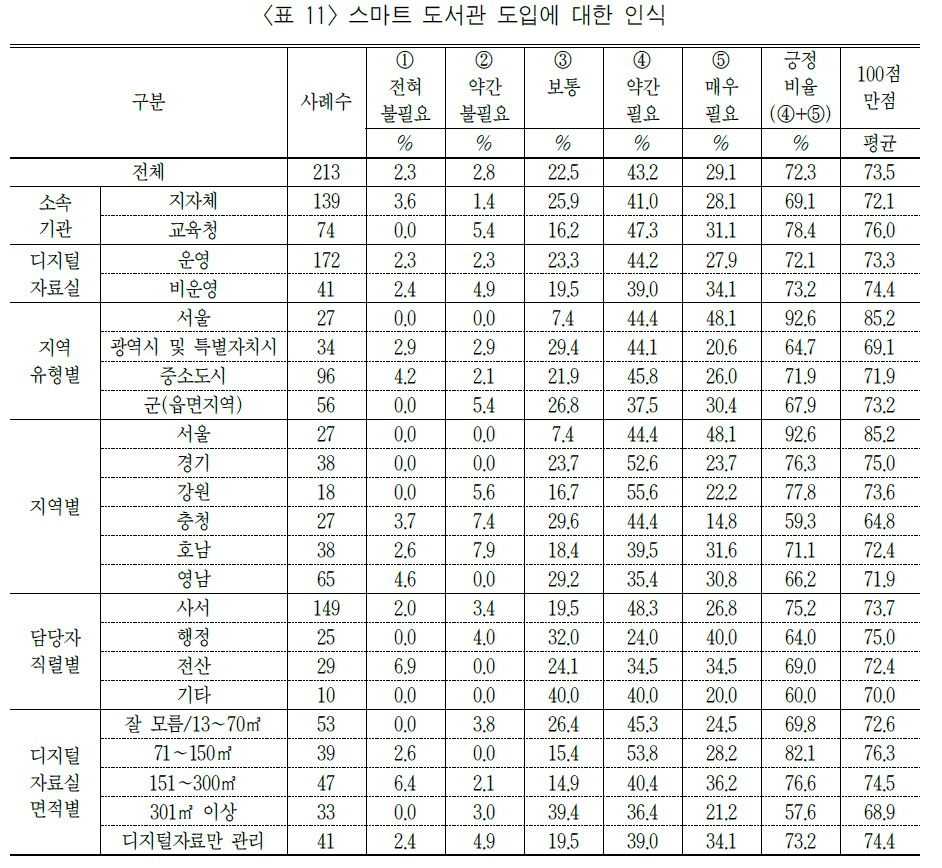 <표 11> 스마트 도서관 도입에 대한 인식
구분 사례수 ① 전혀 불필요 ② 약간 불필요 ③ 보통 ④ 약간 필요 ⑤ 매우 필요 긍정 비율 (④+⑤) 100점 만점
% % % % % % 평균
전체 213 2.3 2.8 22.5 43.2 29.1 72.3 73.5
소속 기관 지자체 139 3.6 1.4 25.9 41.0 28.1 69.1 72.1
교육청 74 0.0 5.4 16.2 47.3 31.1 78.4 76.0
디지털 자료실 운영 172 2.3 2.3 23.3 44.2 27.9 72.1 73.3
비운영 41 2.4 4.9 19.5 39.0 34.1 73.2 74.4
지역 유형별 서울 27 0.0 0.0 7.4 44.4 48.1 92.6 85.2
광역시 및 특별자치시 34 2.9 2.9 29.4 44.1 20.6 64.7 69.1
중소도시 96 4.2 2.1 21.9 45.8 26.0 71.9 71.9
군(읍면지역) 56 0.0 5.4 26.8 37.5 30.4 67.9 73.2
지역별 서울 27 0.0 0.0 7.4 44.4 48.1 92.6 85.2
경기 38 0.0 0.0 23.7 52.6 23.7 76.3 75.0
강원 18 0.0 5.6 16.7 55.6 22.2 77.8 73.6
충청 27 3.7 7.4 29.6 44.4 14.8 59.3 64.8
호남 38 2.6 7.9 18.4 39.5 31.6 71.1 72.4
영남 65 4.6 0.0 29.2 35.4 30.8 66.2 71.9
담당자 직렬별 사서 149 2.0 3.4 19.5 48.3 26.8 75.2 73.7
행정 25 0.0 4.0 32.0 24.0 40.0 64.0 75.0
전산 29 6.9 0.0 24.1 34.5 34.5 69.0 72.4
기타 10 0.0 0.0 40.0 40.0 20.0 60.0 70.0
디지털 자료실 면적별 잘 모름/13~70㎡ 53 0.0 3.8 26.4 45.3 24.5 69.8 72.6
71~150㎡ 39 2.6 0.0 15.4 53.8 28.2 82.1 76.3
151~300㎡ 47 6.4 2.1 14.9 40.4 36.2 76.6 74.5
301㎡ 이상 33 0.0 3.0 39.4 36.4 21.2 57.6 68.9
디지털자료만 관리 41 2.4 4.9 19.5 39.0 34.1 73.2 74.4